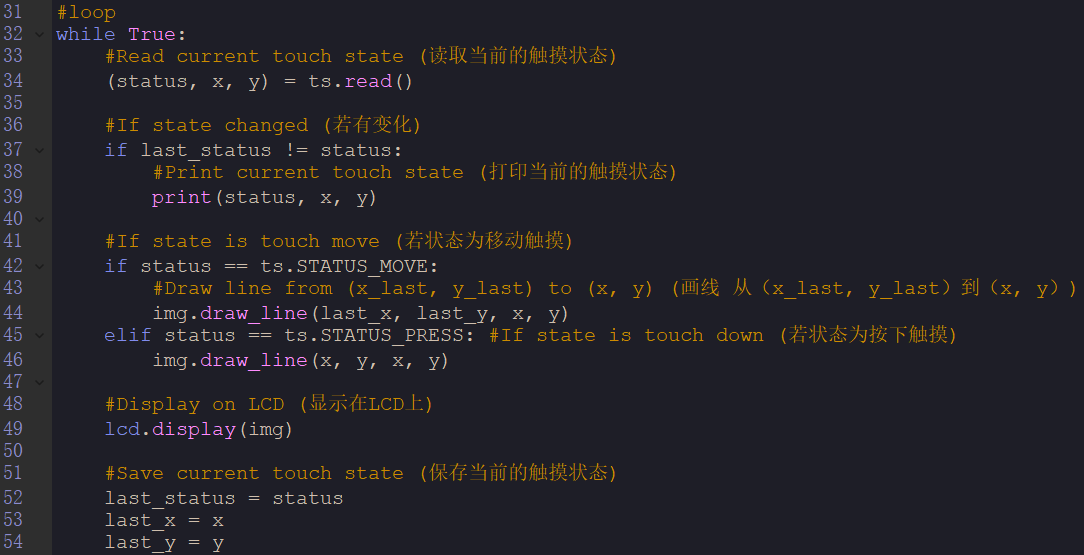 31 #loop
32 while True:
33     #Read current touch state (读取当前的触摸状态)
34     (status, x, y) = ts.read()
35
36     #If state changed (若有变化)
37     if last_status != status:
38         #Print current touch state (打印当前的触摸状态)
39         print(status, x, y)
40
41     #If state is touch move (若状态为移动触摸)
42     if status == ts.STATUS_MOVE:
43         #Draw line from (x_last, y_last) to (x, y) (画线 从（x_last, y_last）到（x, y）)
44         img.draw_line(last_x, last_y, x, y)
45     elif status == ts.STATUS_PRESS: #If state is touch down (若状态为按下触摸)
46         img.draw_line(x, y, x, y)
47
48     #Display on LCD (显示在LCD上)
49     lcd.display(img)
50
51     #Save current touch state (保存当前的触摸状态)
52     last_status = status
53     last_x = x
54     last_y = y